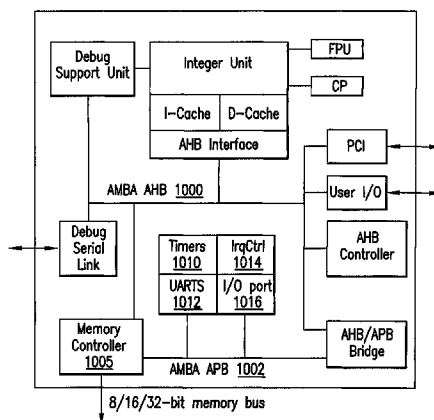 Debug
Support Unit
Integer Unit
FPU
CP
I-Cache
D-Cache
AHB Interface
PCI
AMBA AHB 1000
User I/O
Debug
Serial
Link
Timers
1010
IrqCtrl
1014
UARTS
1012
I/O port
1016
AHB
Controller
Memory
Controller
1005
AHB/APB
Bridge
AMBA APB 1002
8/16/32-bit memory bus